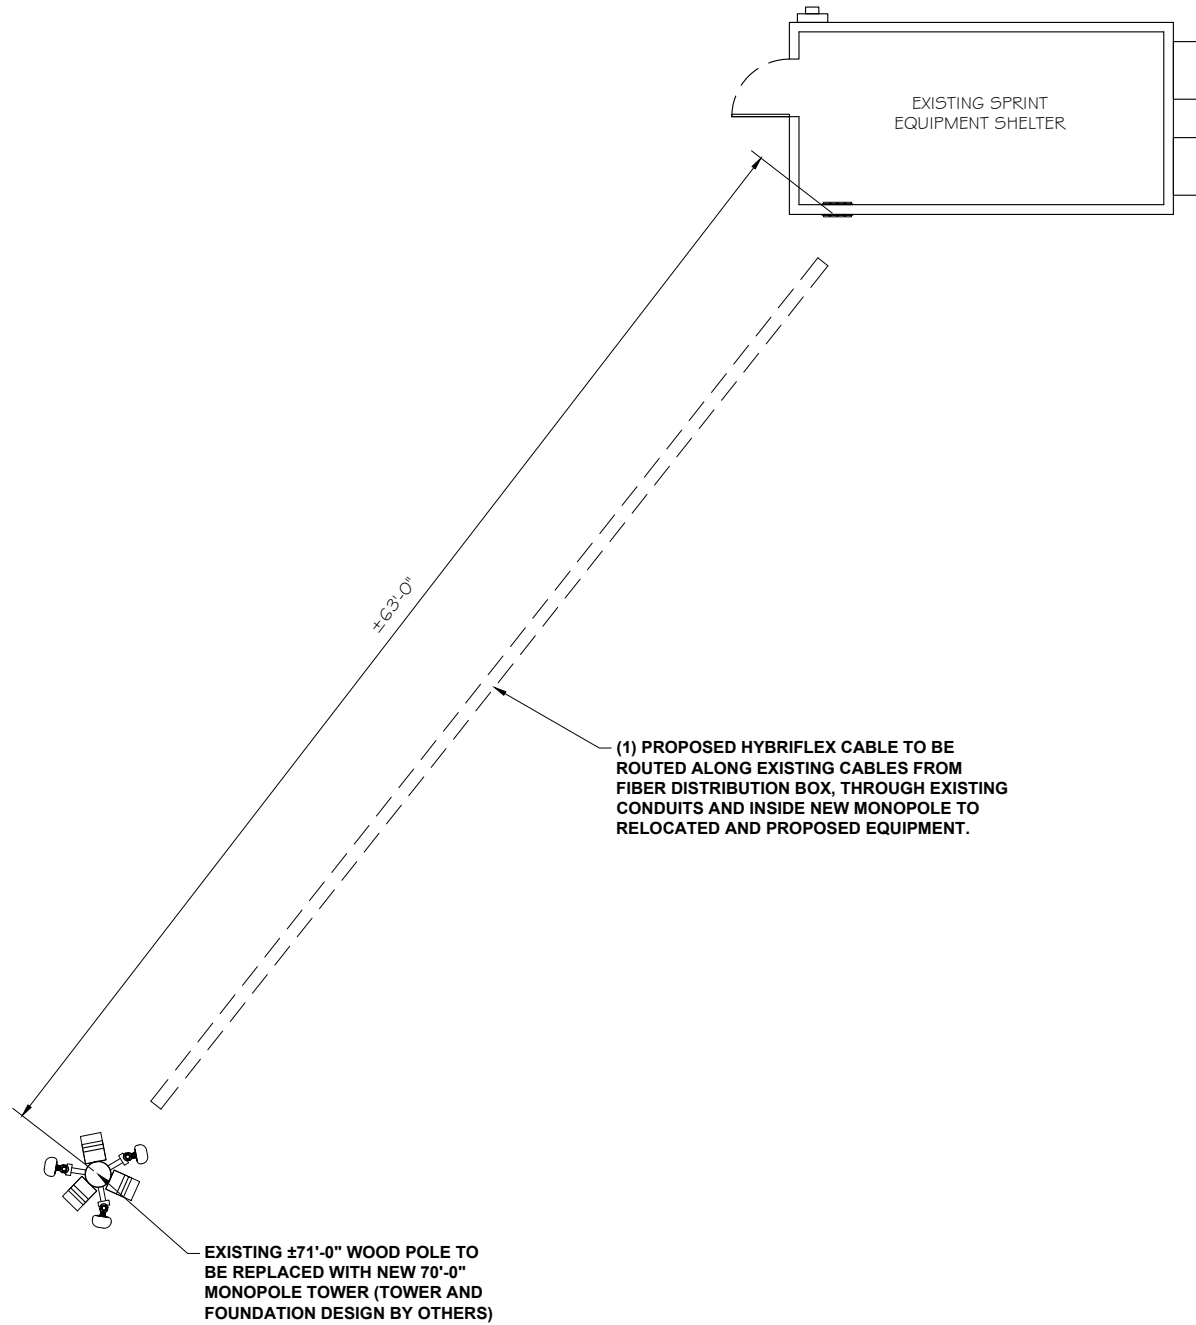 EXISTING SPRINT
EQUIPMENT SHELTER
±63'-0"
(1) PROPOSED HYBRIFLEX CABLE TO BE
ROUTED ALONG EXISTING CABLES FROM
FIBER DISTRIBUTION BOX, THROUGH EXISTING
CONDUITS AND INSIDE NEW MONOPOLE TO
RELOCATED AND PROPOSED EQUIPMENT.
EXISTING ±71'-0" WOOD POLE TO
BE REPLACED WITH NEW 70'-0"
MONOPOLE TOWER (TOWER AND
FOUNDATION DESIGN BY OTHERS)